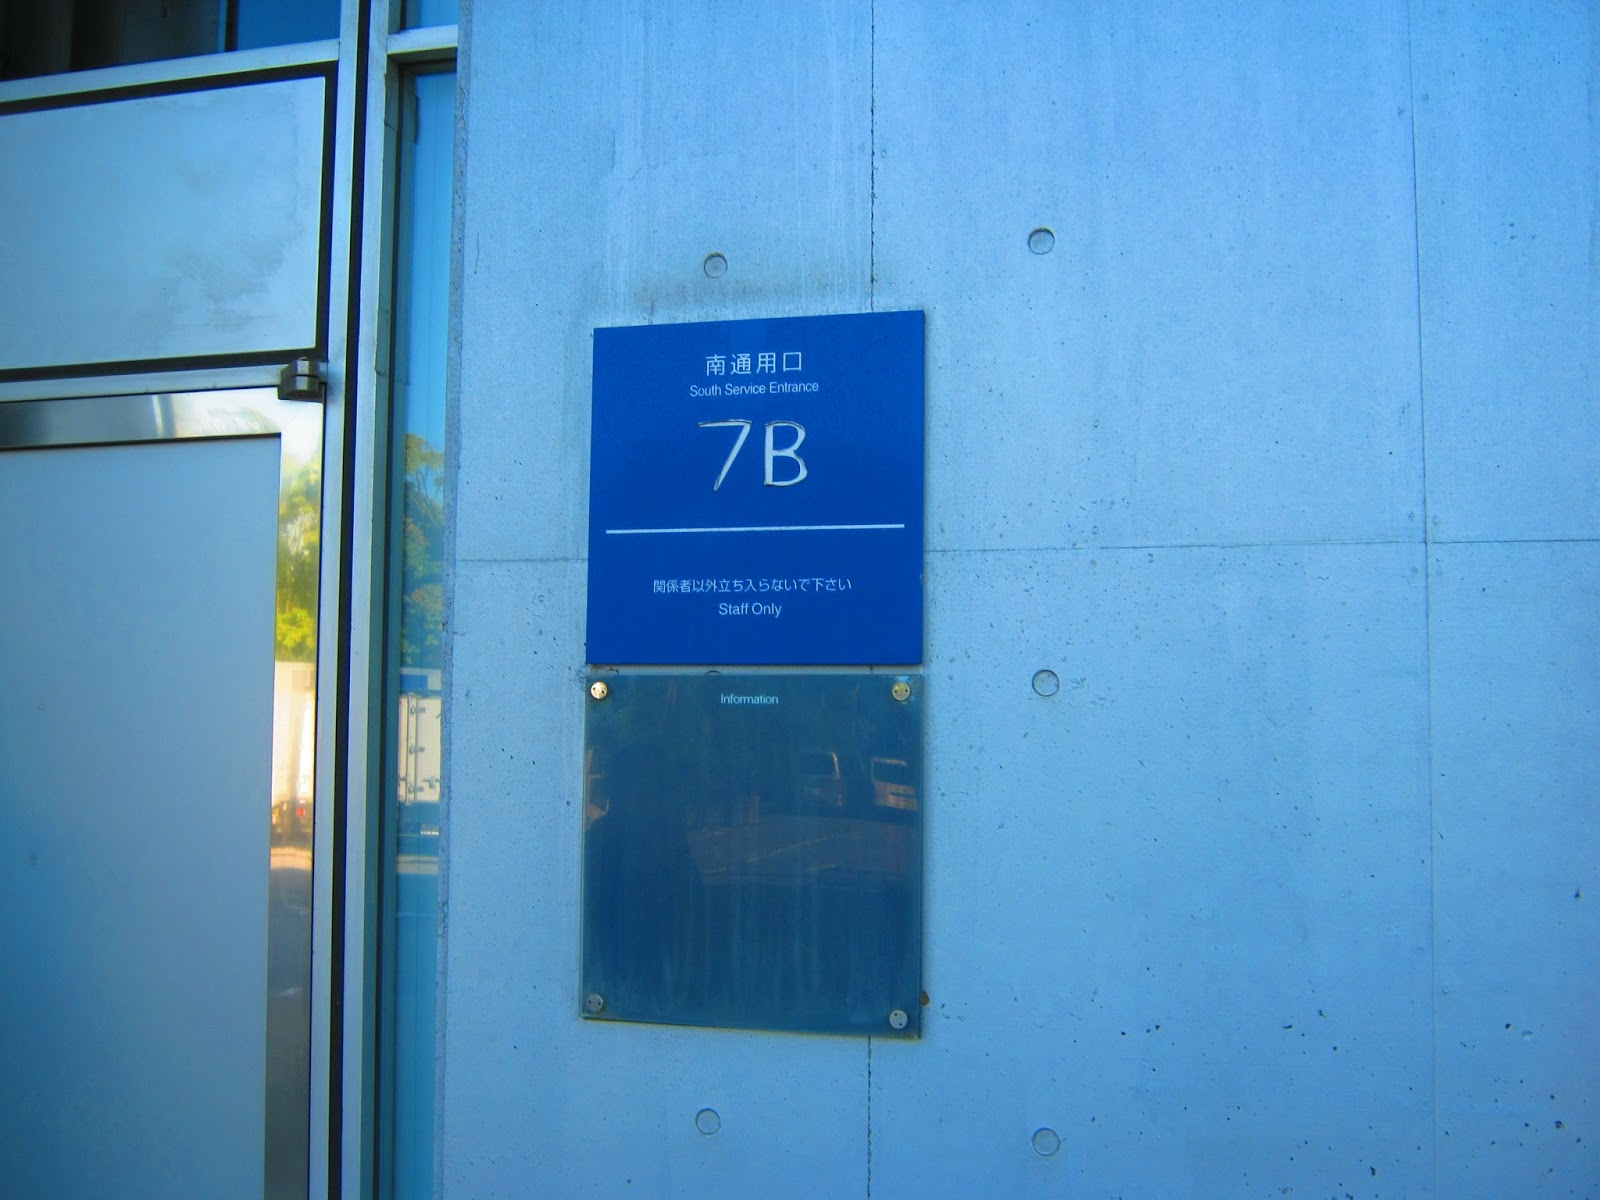 南通用口
South Service Entrance
7B
関係者以外立ち入らないで下さい
Staff Only
Information